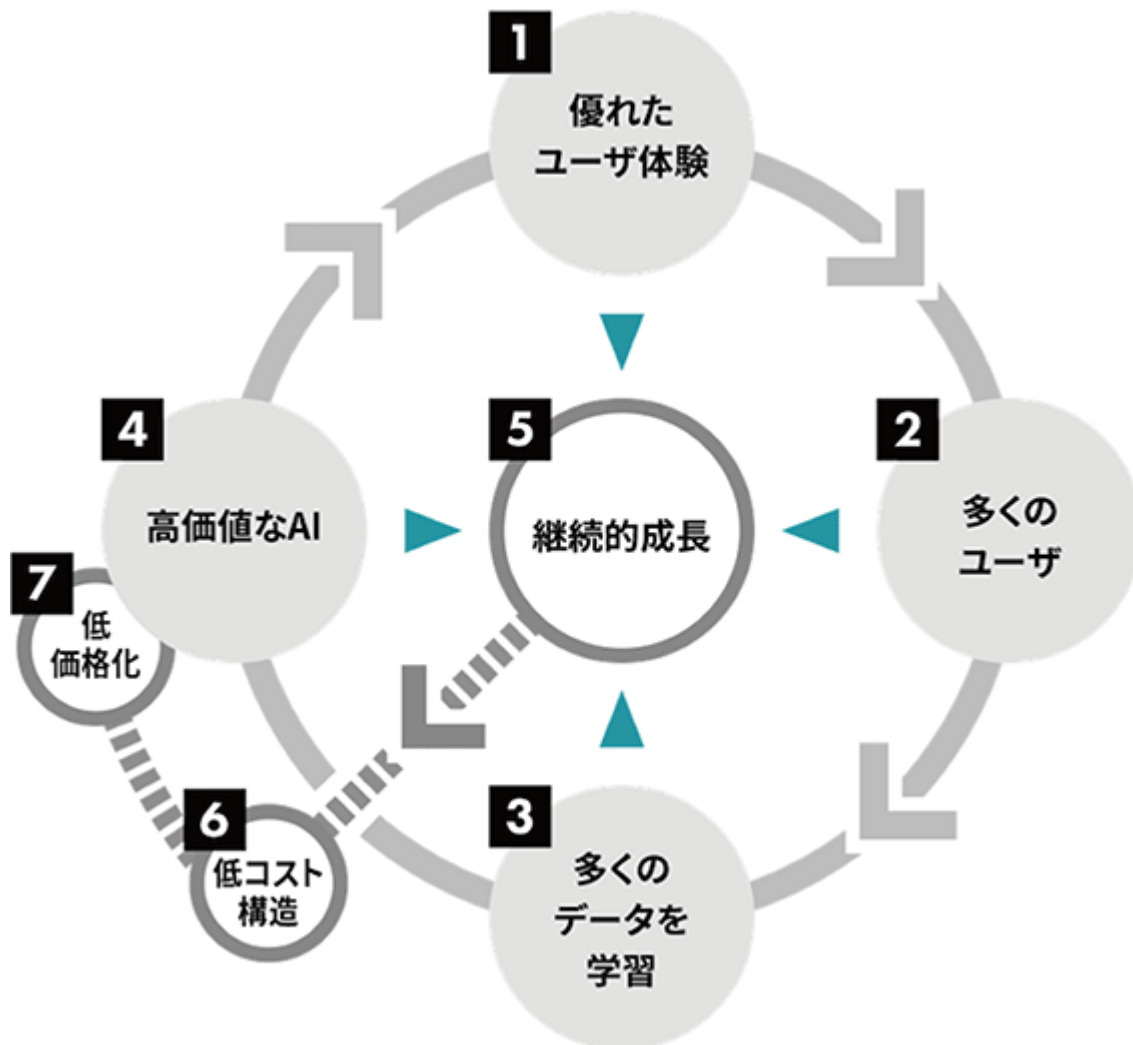 1
優れた
ユーザ体験
2
多くの
ユーザ
3
多くの
データを
学習
4
高価値なAI
5
継続的成長
6
低コスト
構造
7
低
価格化